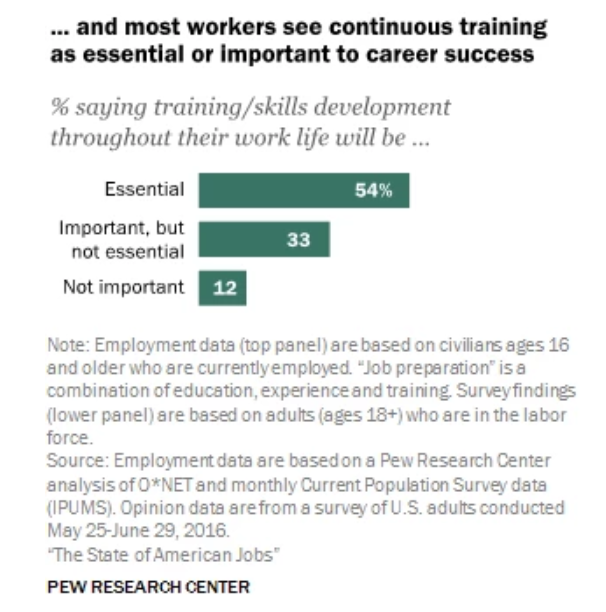 ... and most workers see continuous training
as essential or important to career success
% saying training/skills development
throughout their work life will be ...
Essential 54%
Important, but
not essential 33
Not important 12
Note: Employment data (top panel) are based on civilians ages 16
and older who are currently employed. “Job preparation” is a
combination of education, experience and training. Survey findings
(lower panel) are based on adults (ages 18+) who are in the labor
force.
Source: Employment data are based on a Pew Research Center
analysis of O*NET and monthly Current Population Survey data
(IPUMS). Opinion data are from a survey of U.S. adults conducted
May 25-June 29, 2016.
“The State of American Jobs”
PEW RESEARCH CENTER